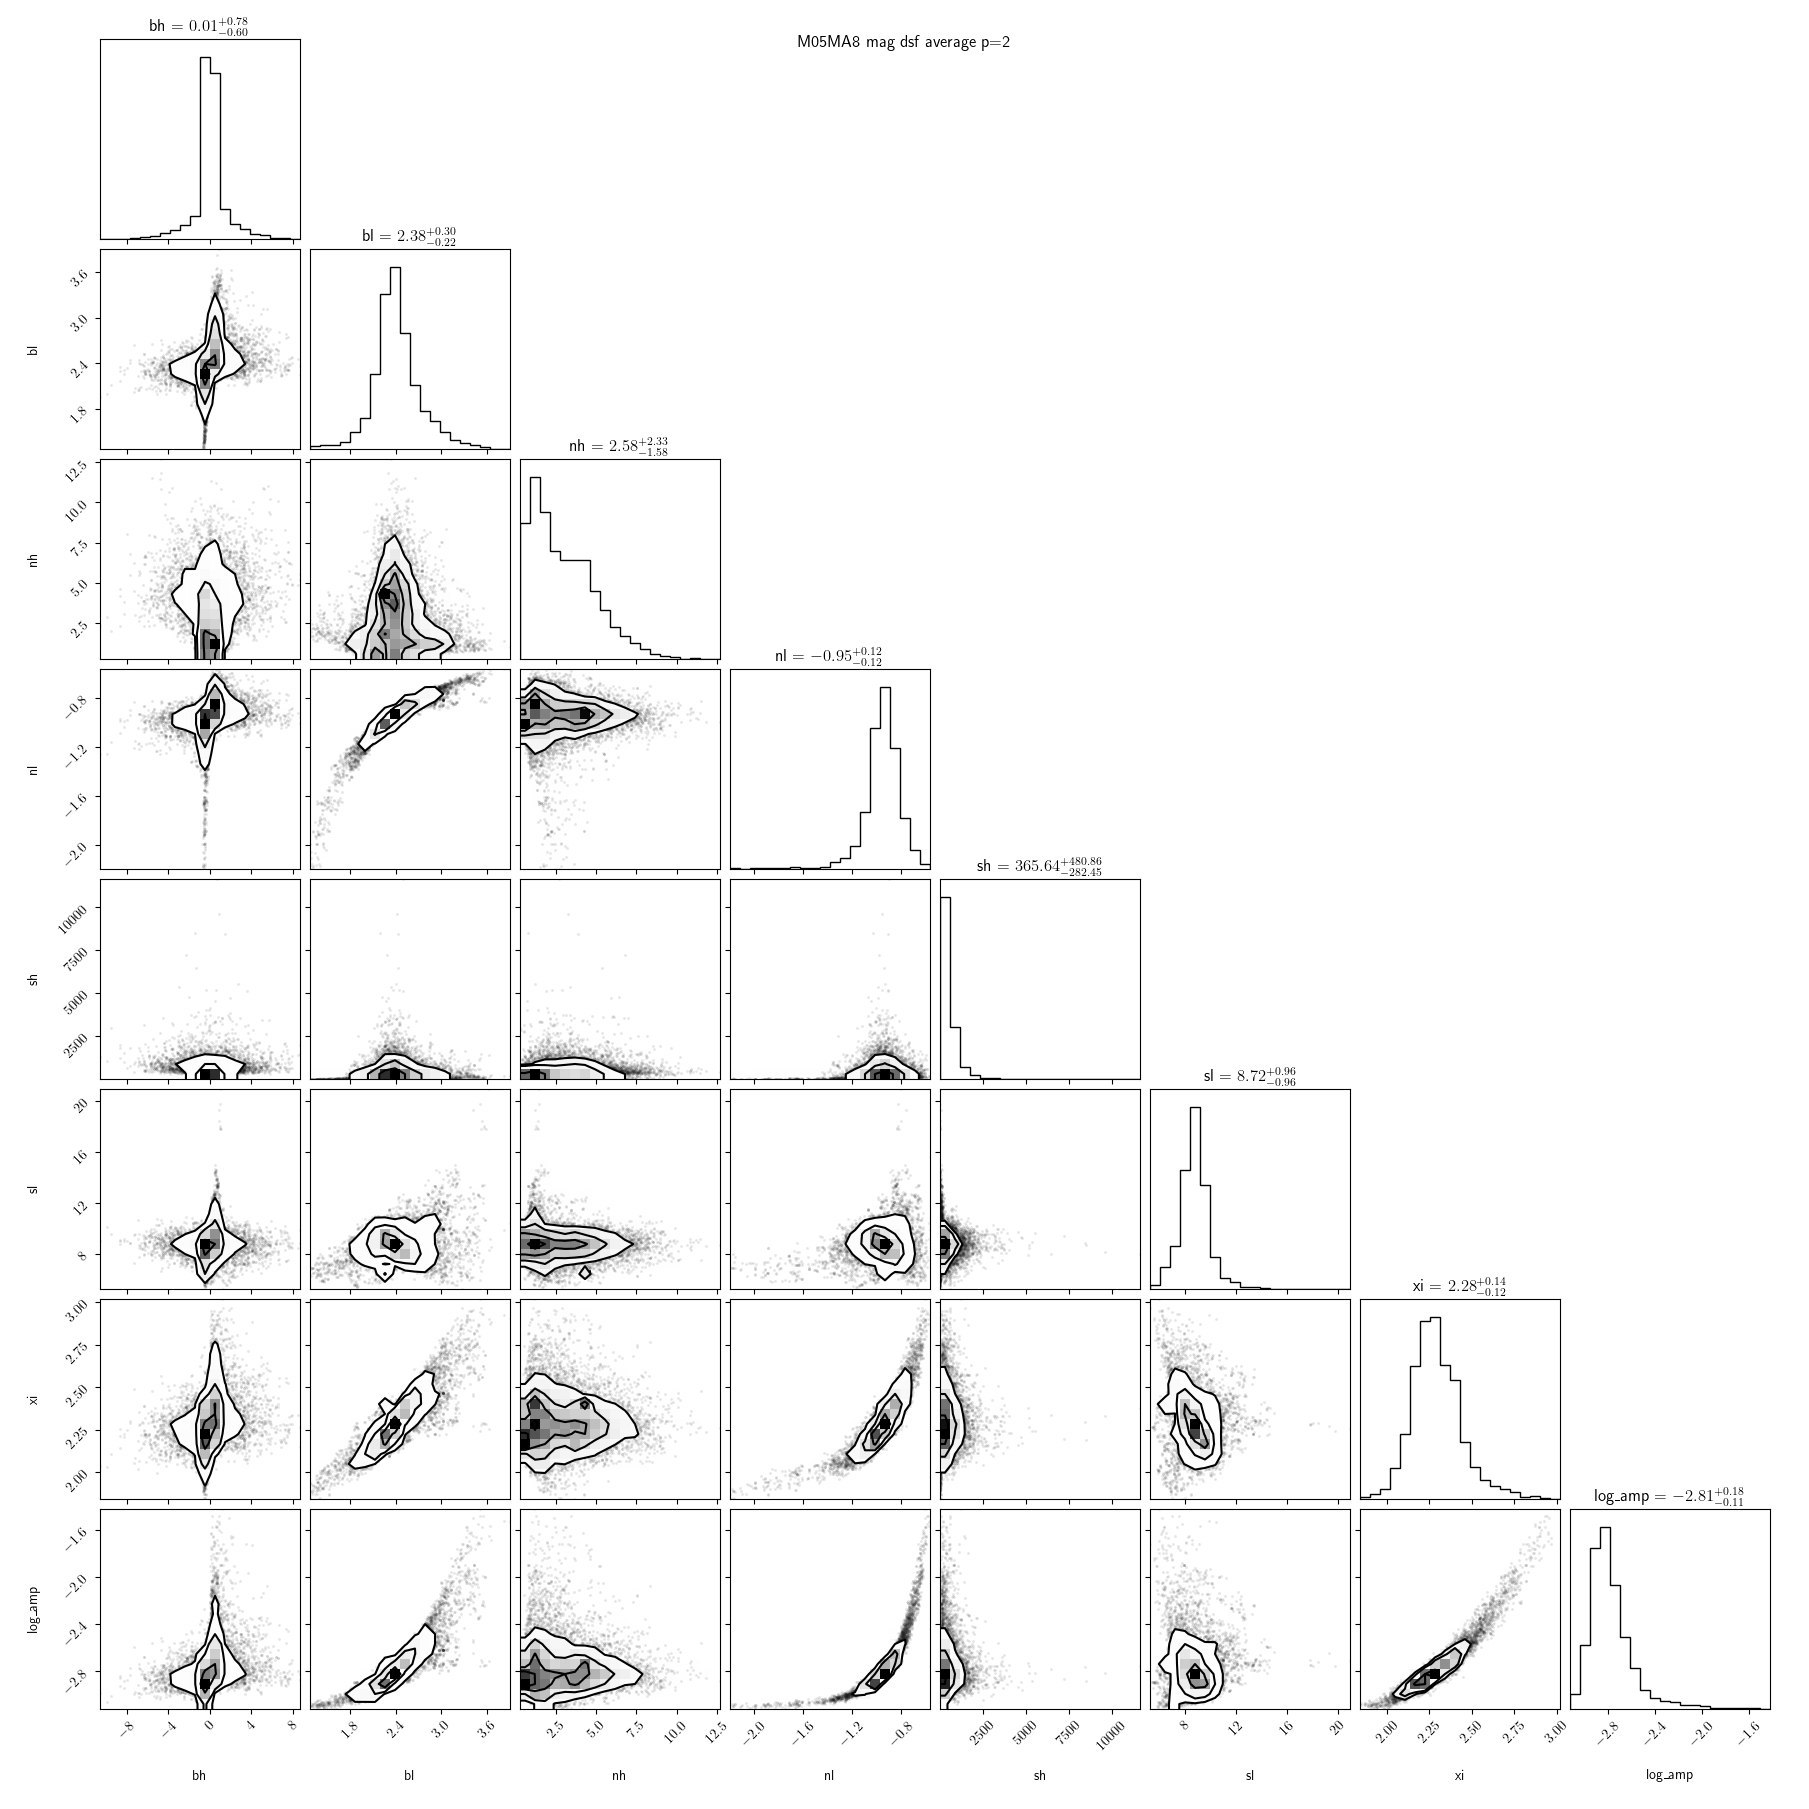 M05MA8 mag dsf average p=2
bh = 0.01+0.78−0.60
bl = 2.38+0.30−0.22
3.6
3.0
2.4
1.8
bl
nh = 2.58+2.33−1.58
12.5
10.0
7.5
5.0
2.5
nh
nl = −0.95+0.12−0.12
−0.8
−1.2
−1.6
−2.0
nl
sh = 365.64+480.86−282.45
10000
7500
5000
2500
sh
sl = 8.72+0.96−0.96
20
16
12
8
sl
xi = 2.28+0.14−0.12
3.00
2.75
2.50
2.25
2.00
xi
log_amp = −2.81+0.18−0.11
−1.6
−2.0
−2.4
−2.8
log_amp
−8 −4 0 4 8 1.8 2.4 3.0 3.6 2.5 5.0 7.5 10.0 12.5 −2.0 −1.6 −1.2 −0.8 2500 5000 7500 10000 8 12 16 20 2.00 2.25 2.50 2.75 3.00 −2.8 −2.4 −2.0 −1.6
bh bl nh nl sh sl xi log_amp